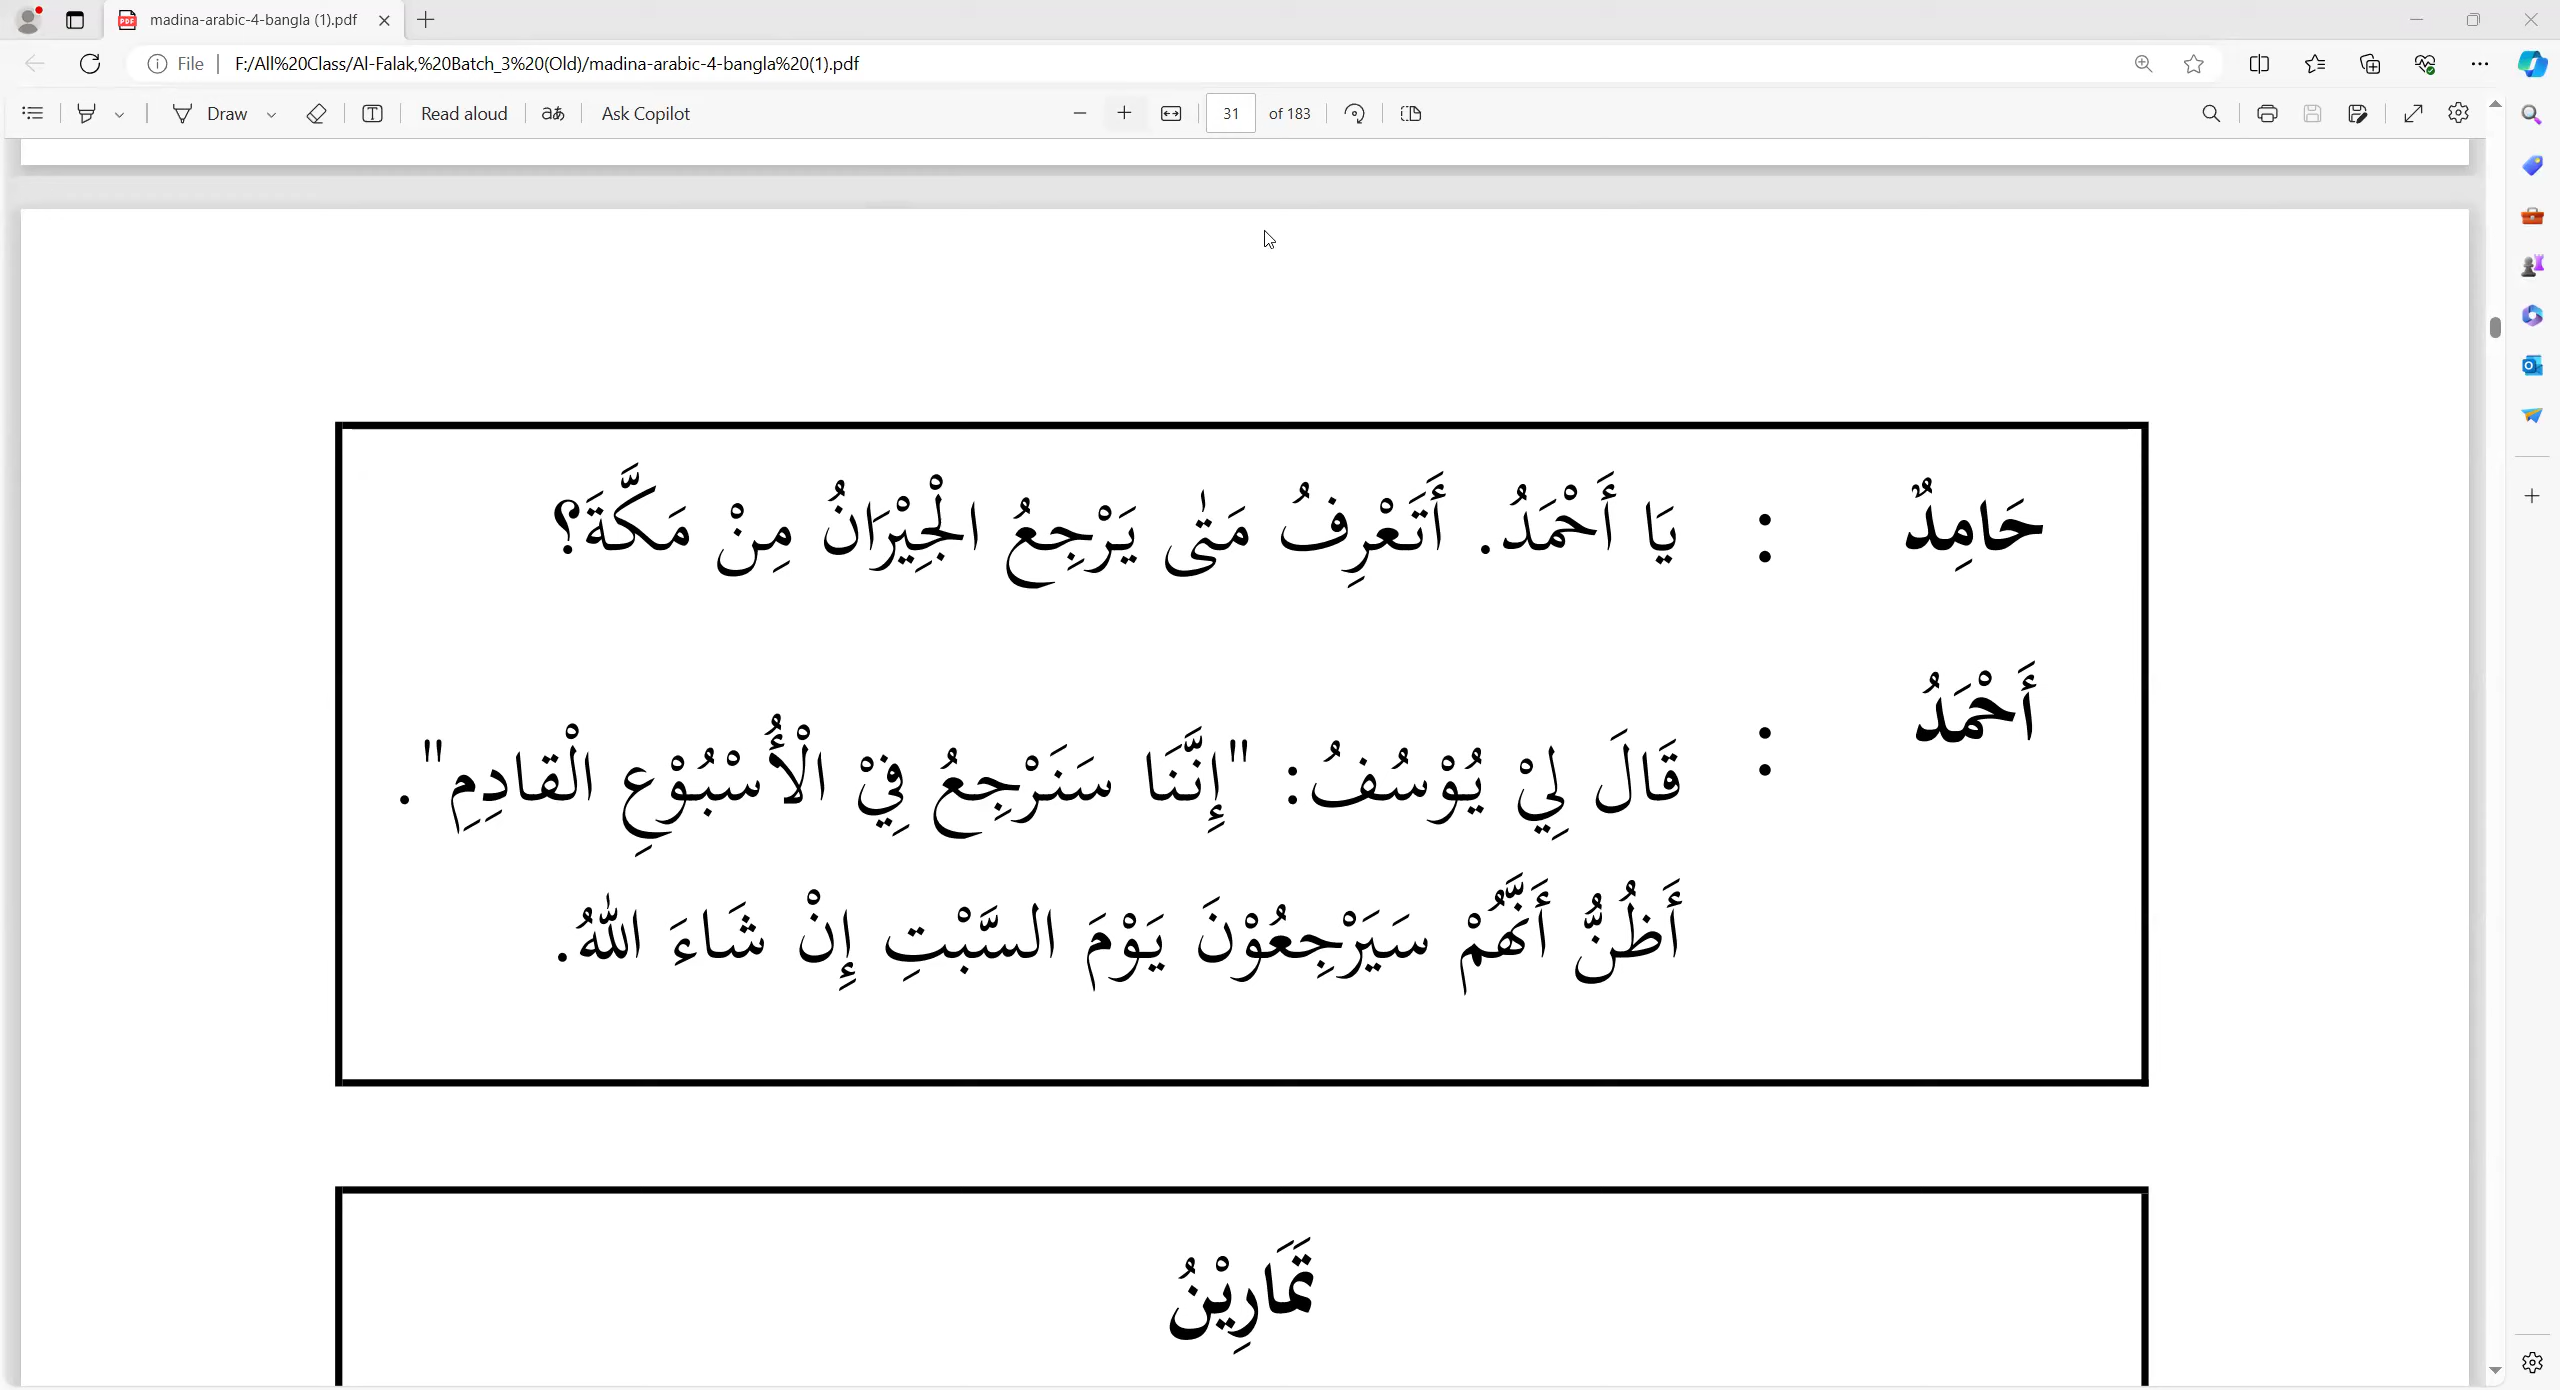 madina-arabic-4-bangla (1).pdf
File | F:/All%20Class/Al-Falak,%20Batch_3%20(Old)/madina-arabic-4-bangla%20(1).pdf
Draw Read aloud Ask Copilot 31 of 183
حَامِدٌ : يَا أَحْمَدُ. أَتَعْرِفُ مَتٰى يَرْجِعُ الْجِيْرَانُ مِنْ مَكَّةَ؟
أَحْمَدُ :
قَالَ لِيْ يُوْسُفُ: "إِنَّنَا سَنَرْجِعُ فِيْ الْأُسْبُوْعِ الْقادِمِ".
أَظُنُّ أَنَّهُمْ سَيَرْجِعُوْنَ يَوْمَ السَّبْتِ إِنْ شَاءَ اللهُ.
تَمَارِيْنُ